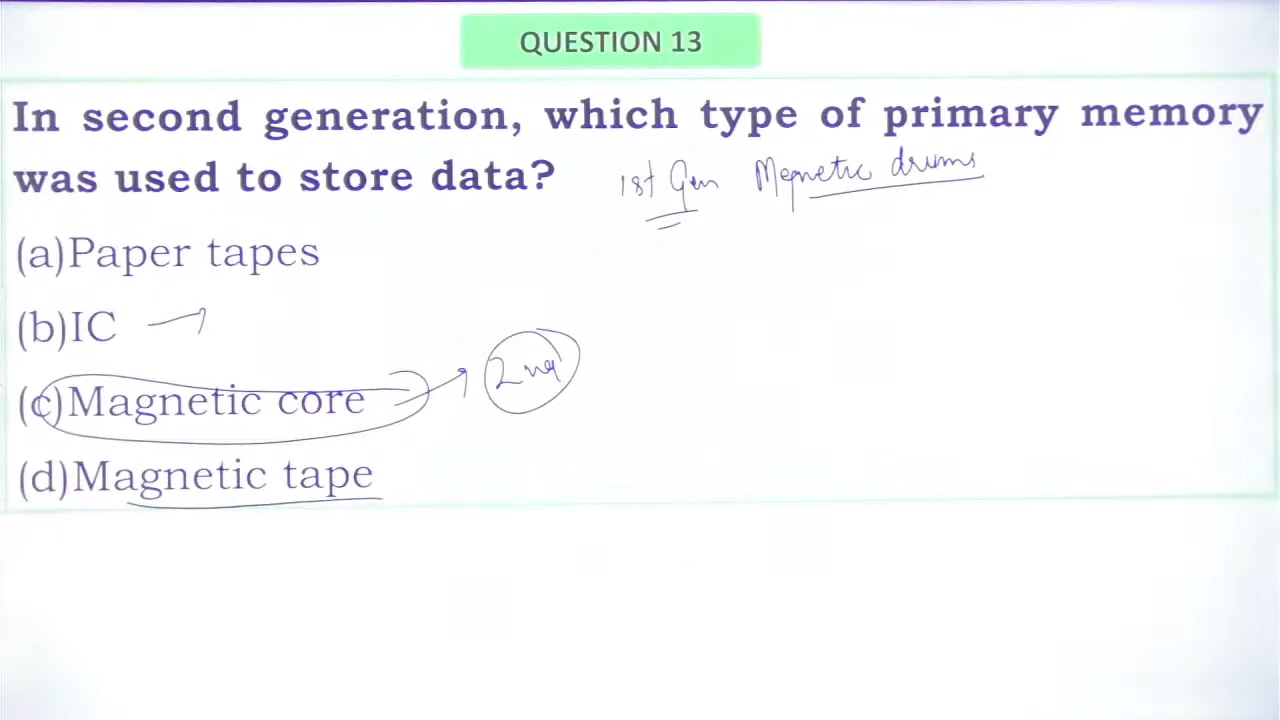 QUESTION 13
In second generation, which type of primary memory
was used to store data? 1st Gen Magnetic drums
(a)Paper tapes
(b)IC
(c)Magnetic core 2nd
(d)Magnetic tape